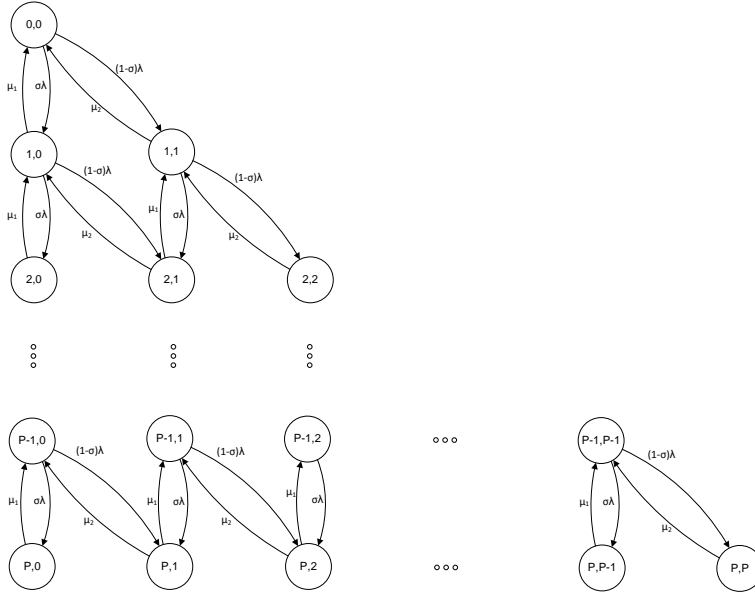 0,0
(1-σ)λ
μ₁
σλ
μ₂
1,0
1,1
(1-σ)λ
(1-σ)λ
μ₁
σλ
μ₂
μ₁
σλ
μ₂
2,0
2,1
2,2
P-1,0
P-1,1
P-1,2
P-1,P-1
(1-σ)λ
(1-σ)λ
(1-σ)λ
μ₁
σλ
μ₂
μ₁
σλ
μ₂
μ₁
σλ
μ₁
σλ
μ₂
P,0
P,1
P,2
P,P-1
P,P